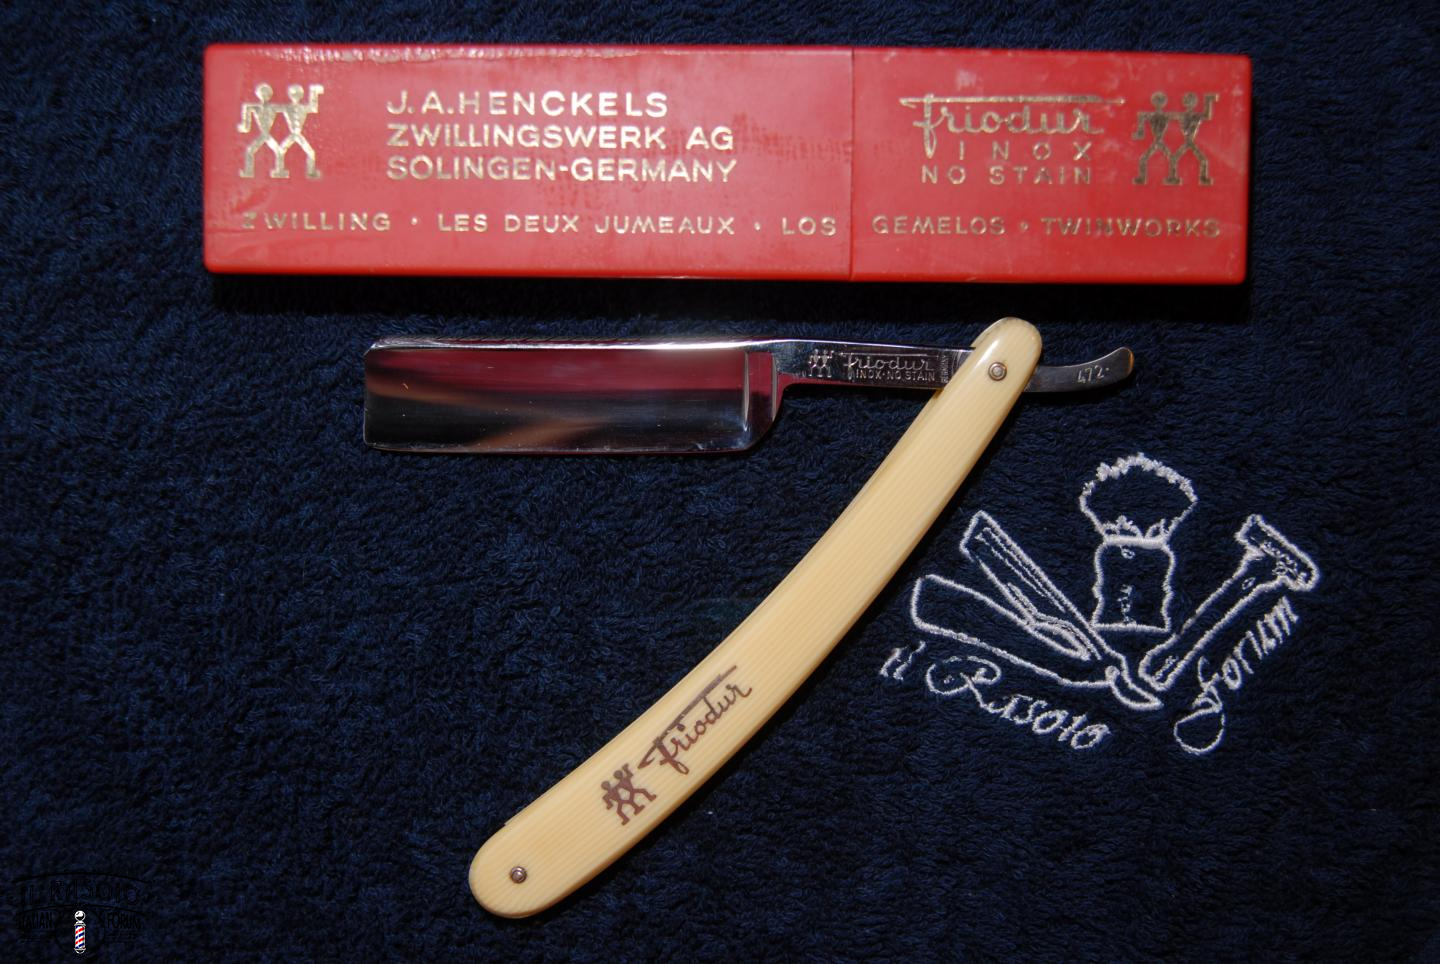 J.A.HENCKELS
ZWILLINGSWERK AG
SOLINGEN-GERMANY
friodur
INOX
NO STAIN
ZWILLING · LES DEUX JUMEAUX · LOS GEMELOS · TWINWORKS
friodur
INOX-NO STAIN
GERMANY
472
friodur
il Rasoio
forum